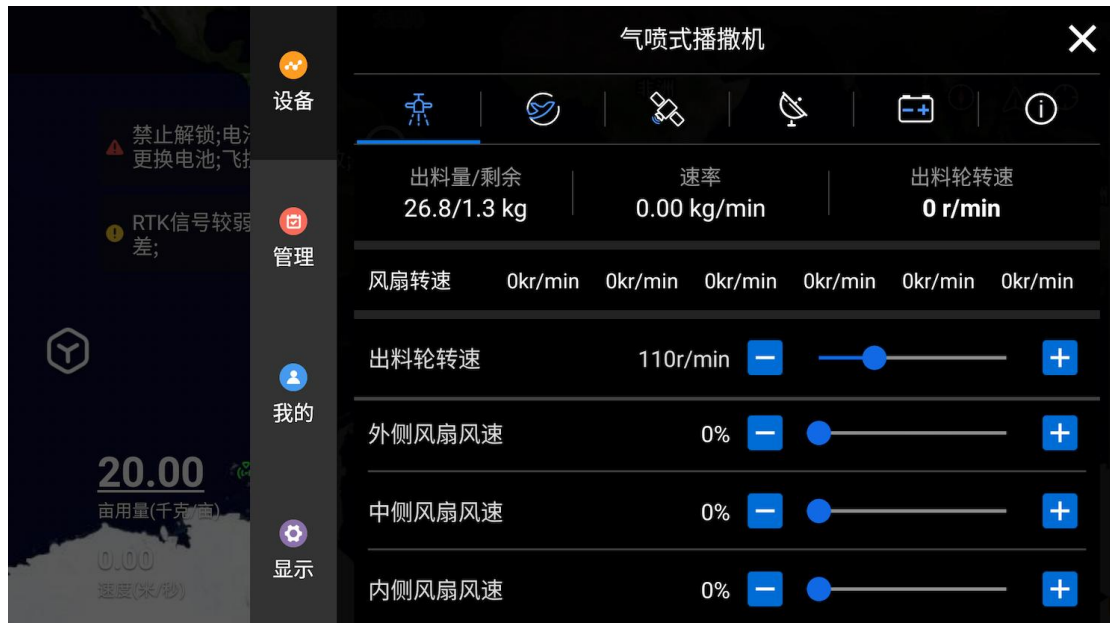 气喷式播撒机
设备
禁止解锁;电
更换电池;飞
出料量/剩余
速率
出料轮转速
26.8/1.3 kg
0.00 kg/min
0 r/min
RTK信号较弱
差;
管理
风扇转速 0kr/min 0kr/min 0kr/min 0kr/min 0kr/min 0kr/min
出料轮转速 110r/min
我的
外侧风扇风速 0%
20.00
亩用量(千克/亩)
中侧风扇风速 0%
0.00
速度(米/秒)
显示
内侧风扇风速 0%